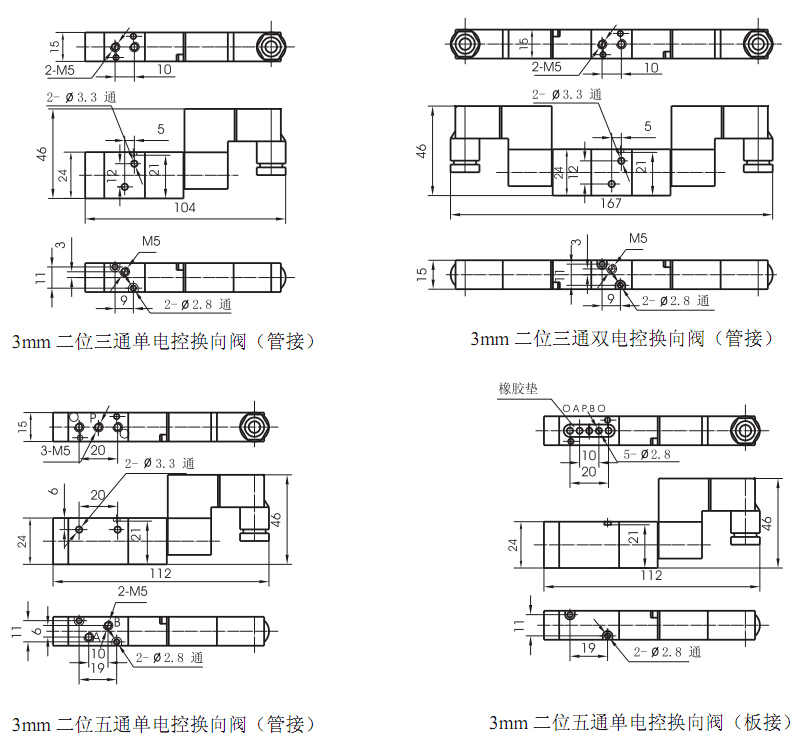 15
2-M5
10
2-Ø3.3 通
5
46
24
12
21
104
M5
3
11
9
2-Ø2.8 通
3mm 二位三通单电控换向阀（管接）
15
2-M5
10
2-Ø3.3 通
5
46
24
12
21
167
M5
3
15
11
9
2-Ø2.8 通
3mm 二位三通双电控换向阀（管接）
P
15
3-M5
20
2-Ø3.3 通
6
20
46
24
21
112
2-M5
B
A
11
6
10
19
2-Ø2.8 通
3mm 二位五通单电控换向阀（管接）
橡胶垫
O A P B O
10
5-Ø2.8
20
46
24
21
112
11
19
2-Ø2.8 通
3mm 二位五通单电控换向阀（板接）